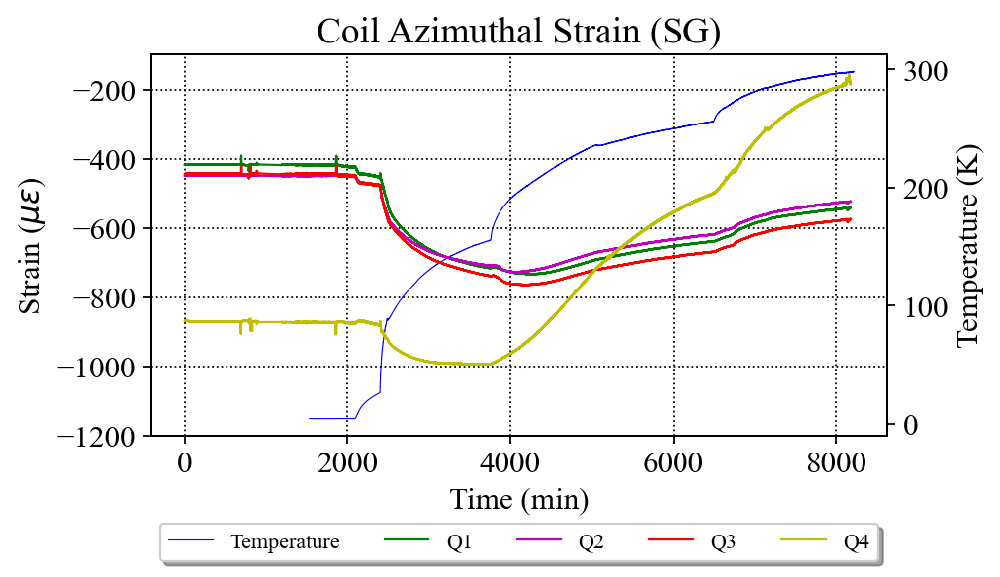 Coil Azimuthal Strain (SG)
−200
−400
−600
−800
−1000
−1200
Strain (με)
300
200
100
0
Temperature (K)
0 2000 4000 6000 8000
Time (min)
Temperature Q1 Q2 Q3 Q4